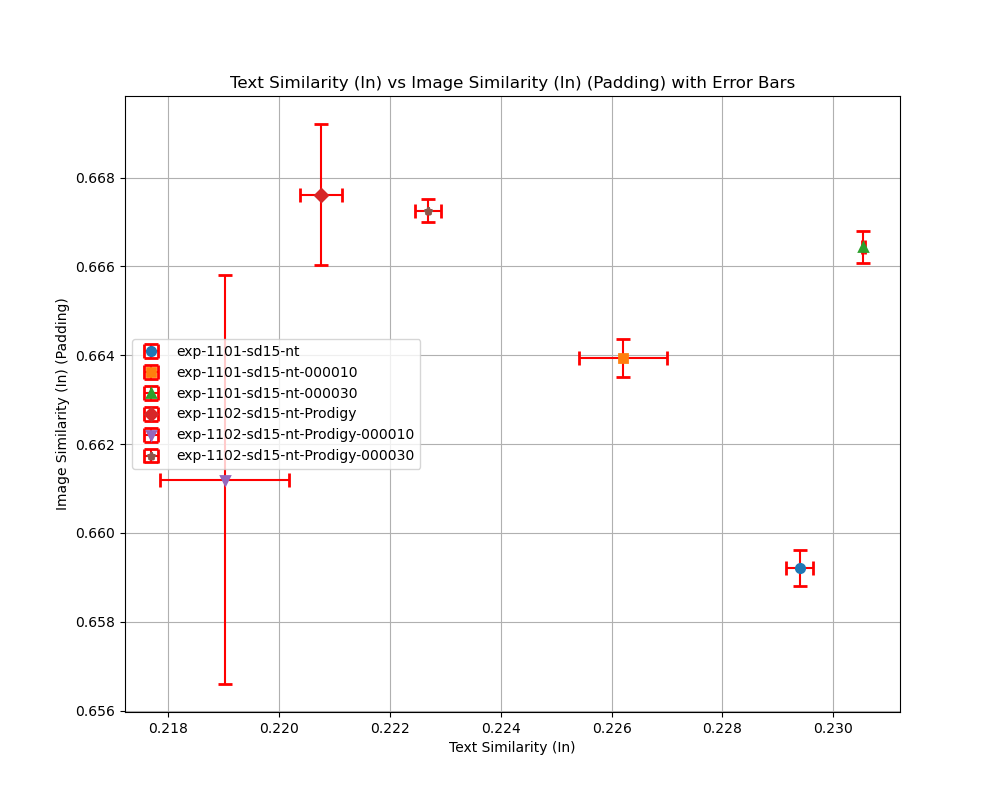 Text Similarity (In) vs Image Similarity (In) (Padding) with Error Bars
Image Similarity (In) (Padding)
0.668
0.666
0.664
0.662
0.660
0.658
0.656
exp-1101-sd15-nt
exp-1101-sd15-nt-000010
exp-1101-sd15-nt-000030
exp-1102-sd15-nt-Prodigy
exp-1102-sd15-nt-Prodigy-000010
exp-1102-sd15-nt-Prodigy-000030
0.218 0.220 0.222 0.224 0.226 0.228 0.230
Text Similarity (In)